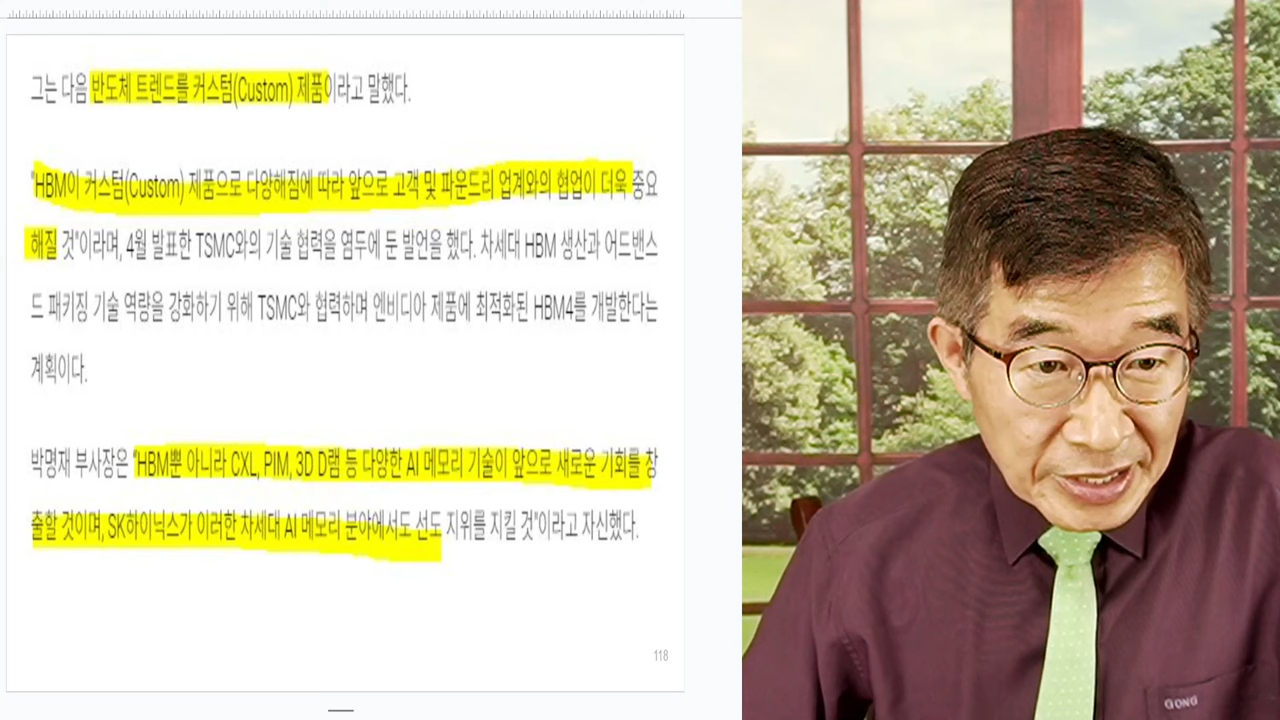 그는 다음 반도체 트렌드를 커스텀(Custom) 제품이라고 말했다.
"HBM이 커스텀(Custom) 제품으로 다양해짐에 따라 앞으로 고객 및 파운드리 업계와의 협업이 더욱 중요
해질 것"이라며, 4월 발표한 TSMC와의 기술 협력을 염두에 둔 발언을 했다. 차세대 HBM 생산과 어드밴스
드 패키징 기술 역량을 강화하기 위해 TSMC와 협력하며 엔비디아 제품에 최적화된 HBM4를 개발한다는
계획이다.
박명재 부사장은 "HBM뿐 아니라 CXL, PIM, 3D D램 등 다양한 AI 메모리 기술이 앞으로 새로운 기회를 창
출할 것이며, SK하이닉스가 이러한 차세대 AI 메모리 분야에서도 선도 지위를 지킬 것"이라고 자신했다.
118
GONG